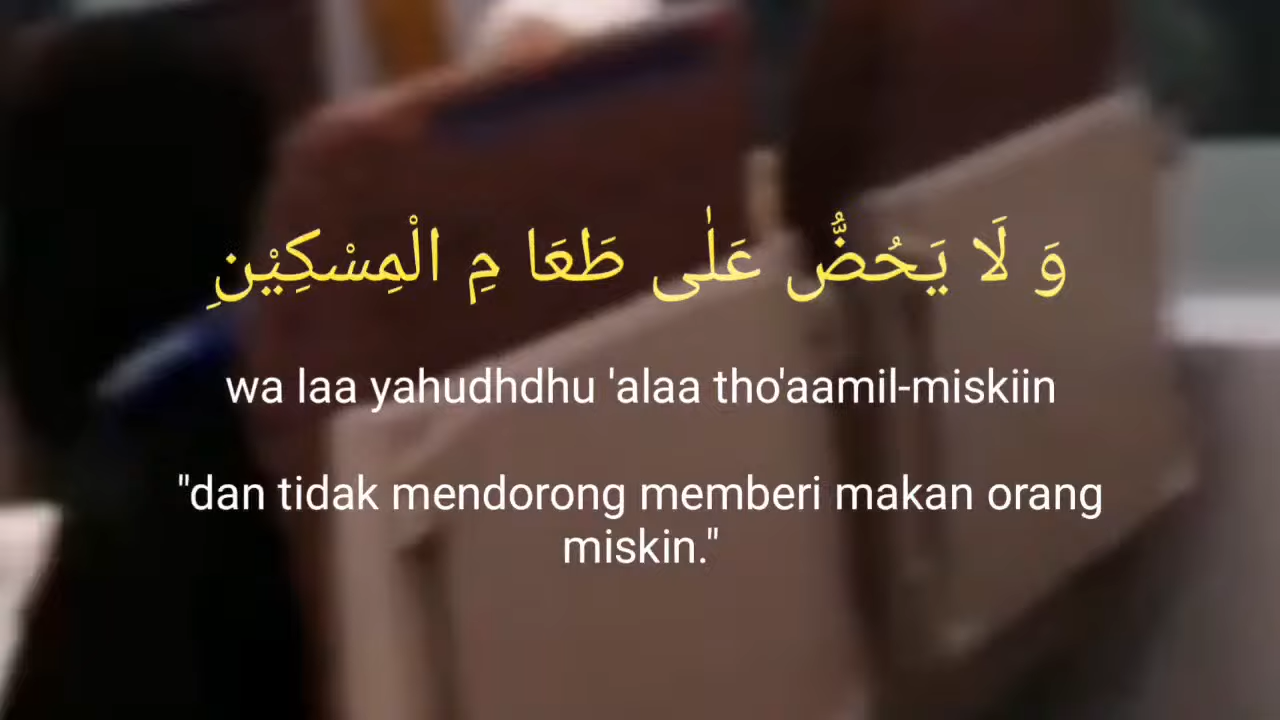 وَ لَا يَحُضُّ عَلٰى طَعَا مِ الْمِسْكِيْنِ
wa laa yahudhdhu 'alaa tho'aamil-miskiin
"dan tidak mendorong memberi makan orang
miskin."